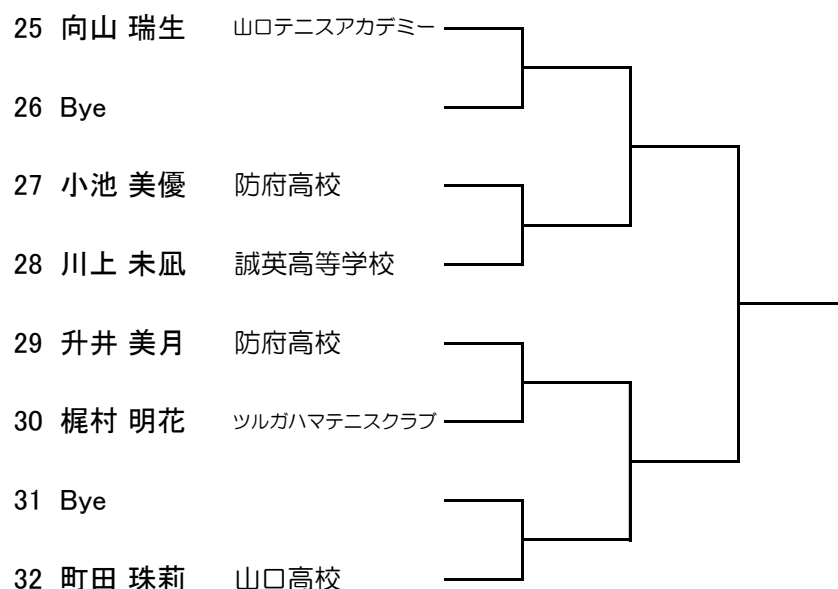 25 向山 瑞生 山口テニスアカデミー
26 Bye
27 小池 美優 防府高校
28 川上 未凪 誠英高等学校
29 升井 美月 防府高校
30 梶村 明花 ツルガハマテニスクラブ
31 Bye
32 町田 珠莉 山口高校